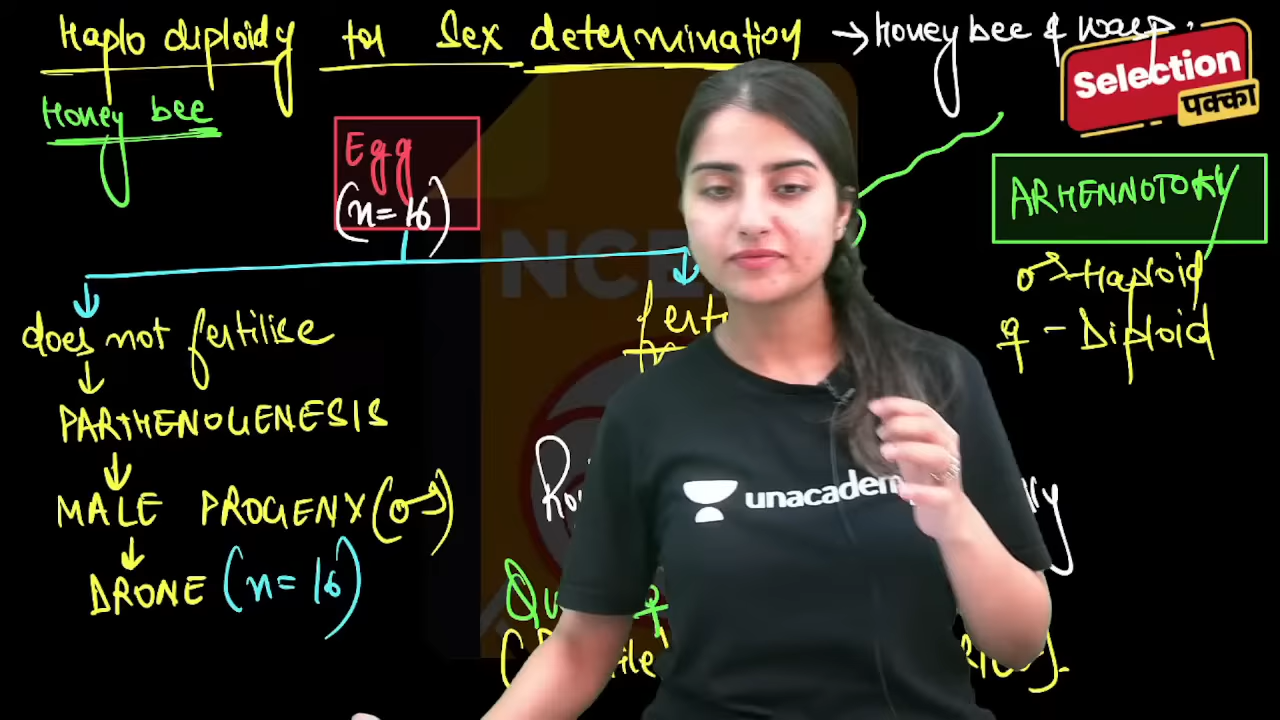 Haplo diploidy for Sex determination → Honey bee & wasp.
Honey bee
Selection
पक्का
Egg
(n=16)
ARHENNOTOKY
♂ → Haploid
♀ - Diploid
does not fertilise
PARTHENOGENESIS
MALE PROGENY (♂)
DRONE (n=16)
unacadem